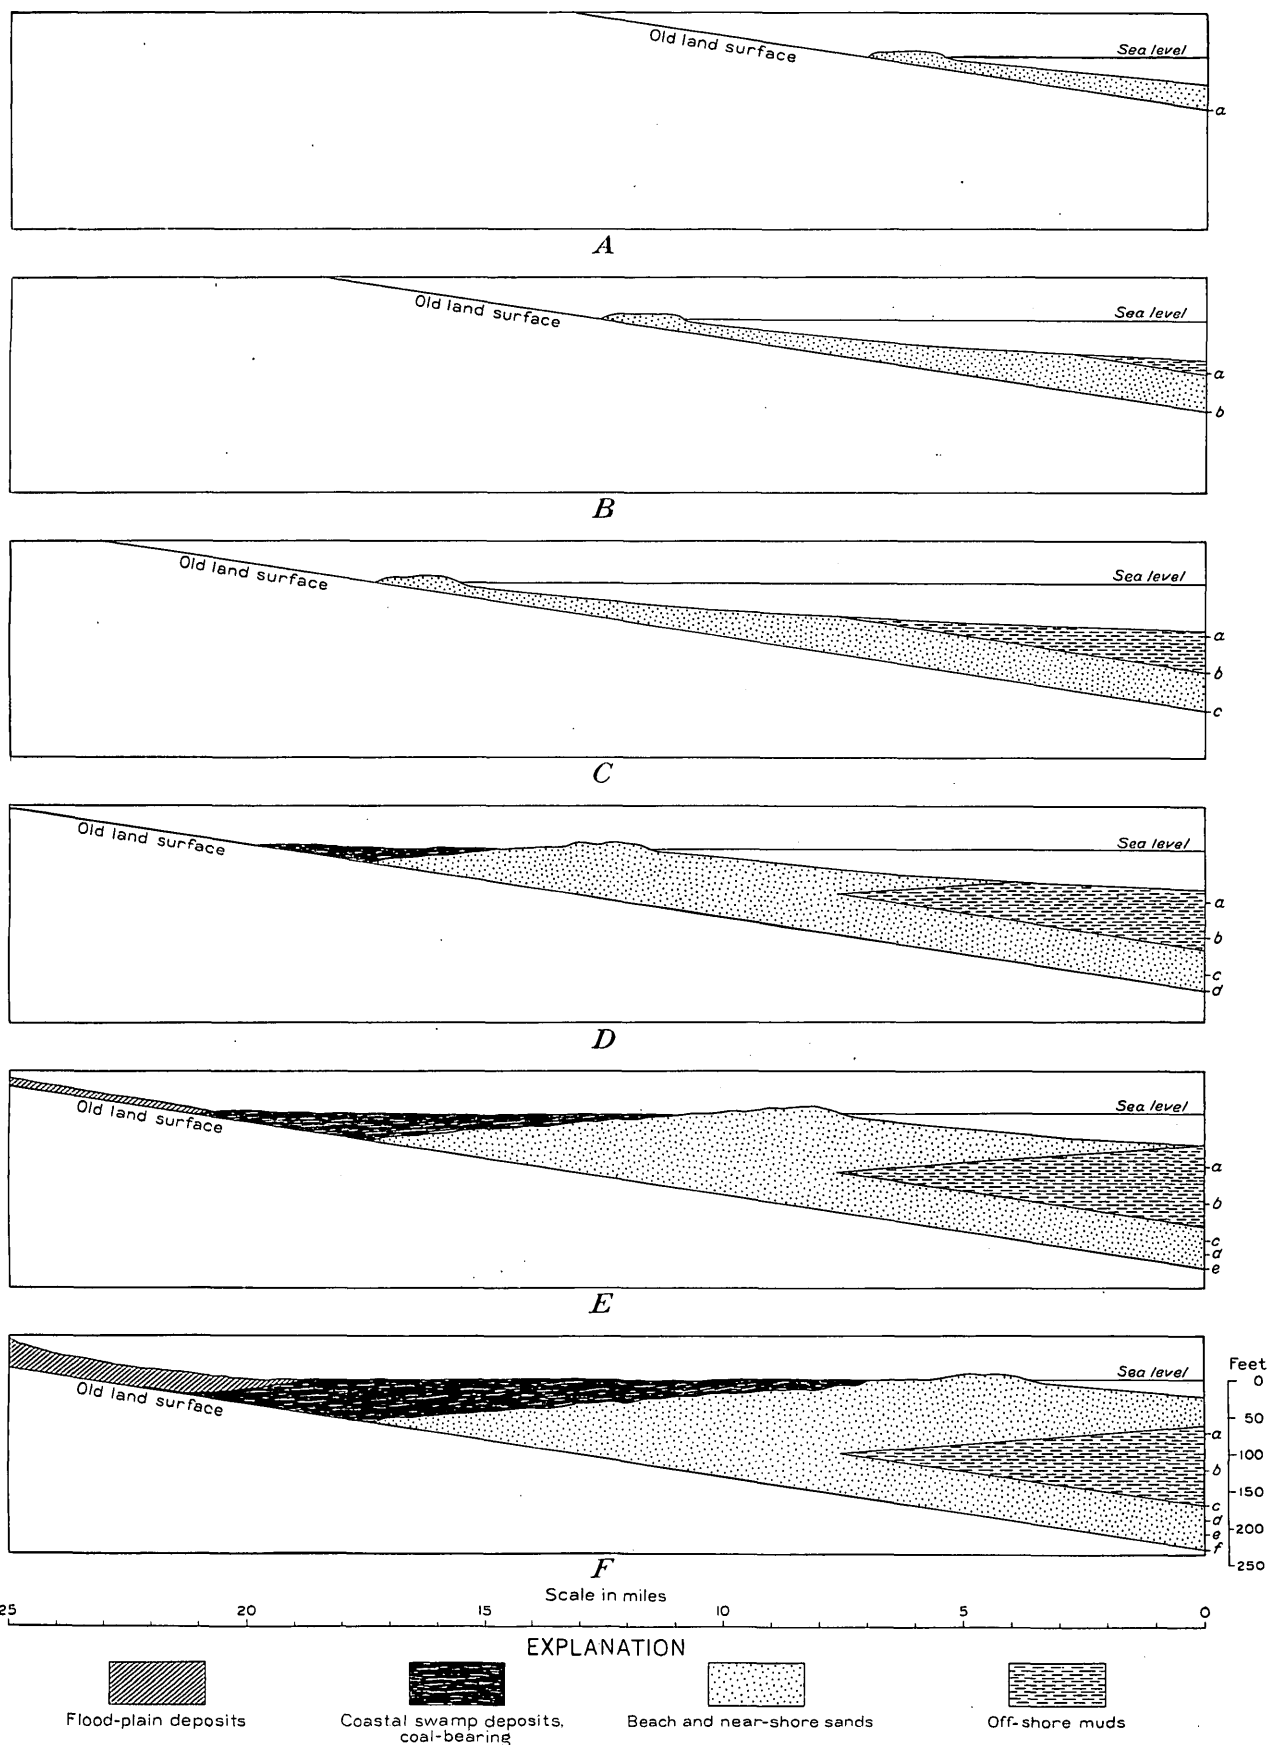 Old land surface
Sea level
a
A
Old land surface
Sea level
a
b
B
Old land surface
Sea level
a
b
c
C
Old land surface
Sea level
a
b
c
d
D
Old land surface
Sea level
a
b
c
d
e
E
Old land surface
Sea level
Feet
0
50
100
150
200
250
a
b
c
d
e
f
F
Scale in miles
25 20 15 10 5 0
EXPLANATION
Flood-plain deposits
Coastal swamp deposits,
coal-bearing
Beach and near-shore sands
Off-shore muds